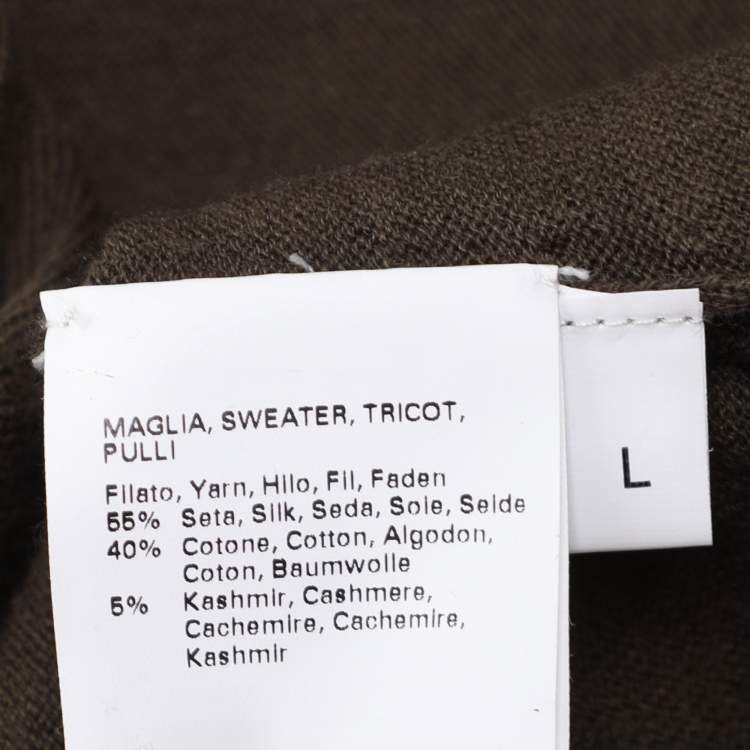 MAGLIA, SWEATER, TRICOT,
PULLI
Filato, Yarn, Hilo, Fil, Faden
55% Seta, Silk, Seda, Soie, Seide
40% Cotone, Cotton, Algodon,
Coton, Baumwolle
5% Kashmir, Cashmere,
Cachemire, Cachemire,
Kashmir
L